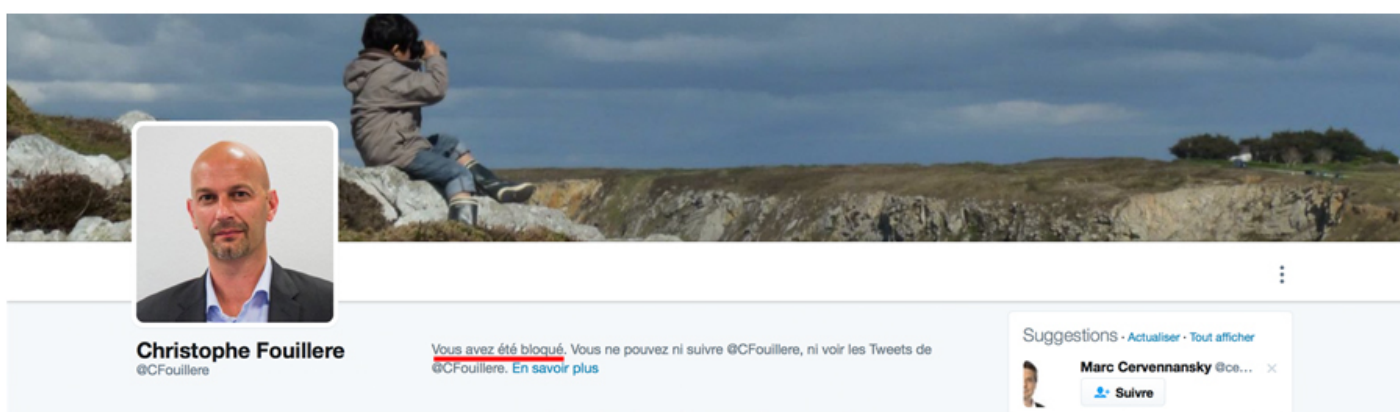 Christophe Fouillere
@CFouillere
Vous avez été bloqué. Vous ne pouvez ni suivre @CFouillere, ni voir les Tweets de
@CFouillere. En savoir plus
Suggestions · Actualiser · Tout afficher
Marc Cervennansky @ce...
Suivre